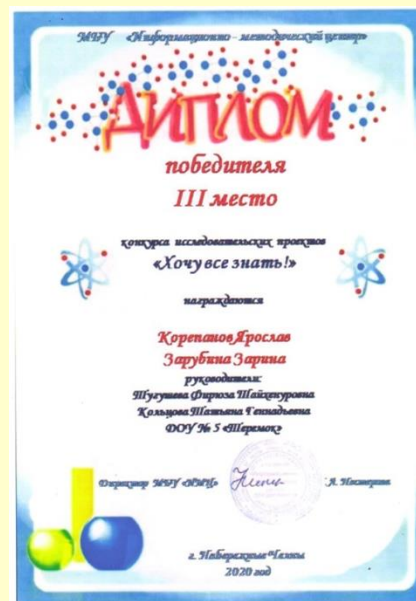 МБУ «Информационно - методический центр»
ДИПЛОМ
победителя
III место
конкурса исследовательских проектов
«Хочу все знать!»
награждаются
Корепанов Ярослав
Зарубина Зарина
руководители:
Тугушева Фирюза Шайхенуровна
Кольцова Татьяна Геннадьевна
ДОУ № 5 «Теремок»
Директор МБУ «ИМЦ»
г. Набережные Челны
2020 год